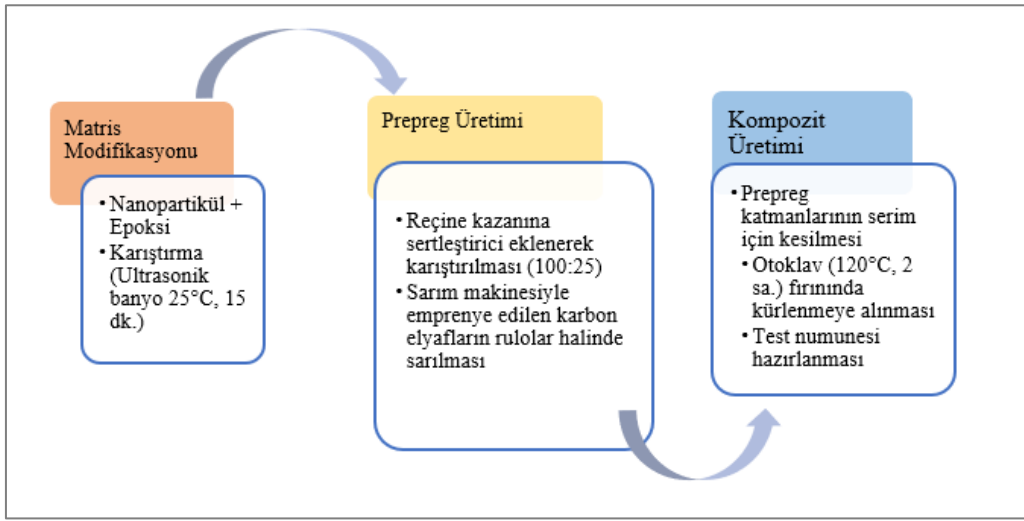 Matris
Modifikasyonu
• Nanopartikül +
Epoksi
• Karıştırma
(Ultrasonik
banyo 25°C, 15
dk.)
Prepreg Üretimi
• Reçine kazanına
sertleştirici eklenerek
karıştırılması (100:25)
• Sarım makinesiyle
emprenye edilen karbon
elyafların rulolar halinde
sarılması
Kompozit
Üretimi
• Prepreg
katmanlarının serim
için kesilmesi
• Otoklav (120°C, 2
sa.) fırınında
kürlenmeye alınması
• Test numunesi
hazırlanması